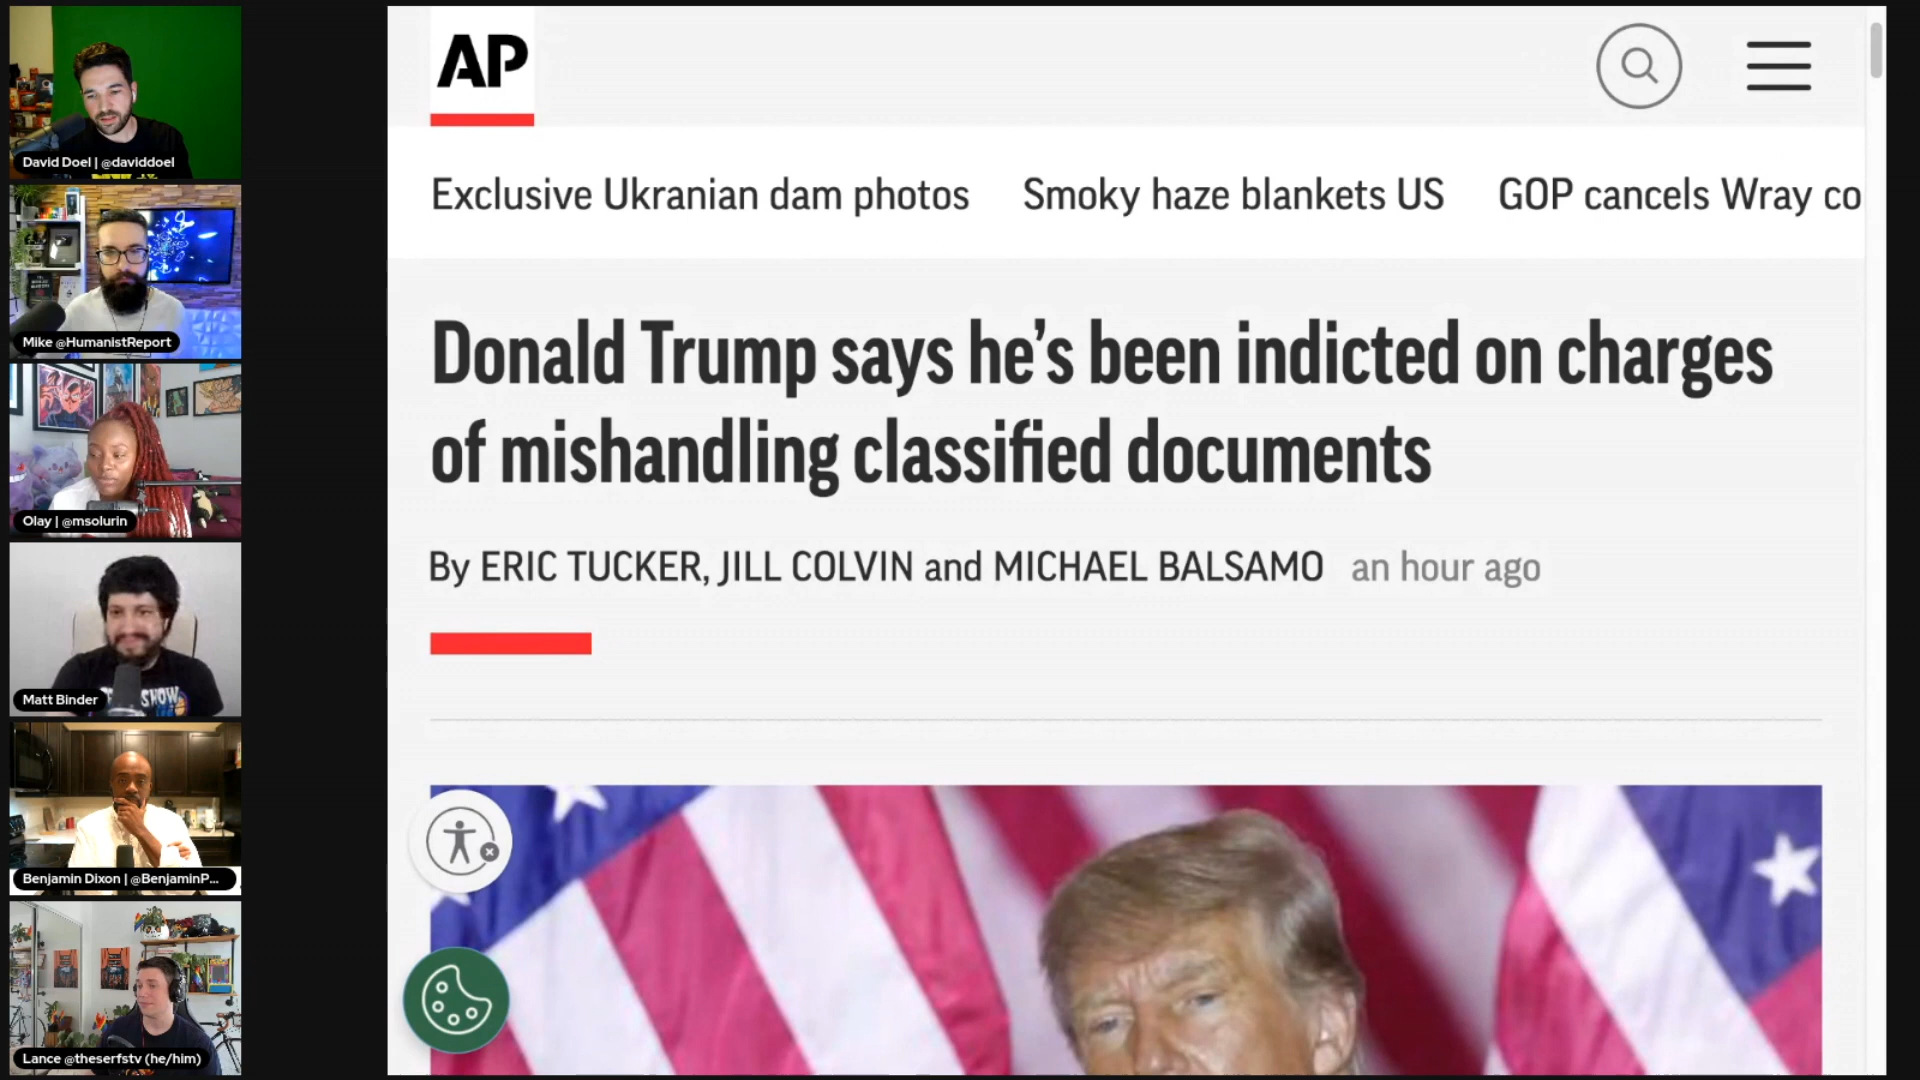 David Doel | @daviddoel
Mike @HumanistReport
Olay | @msolurin
SHOW
Matt Binder
Benjamin Dixon | @BenjaminP...
Lance @theserfstv (he/him)
AP
Exclusive Ukranian dam photos Smoky haze blankets US GOP cancels Wray co
Donald Trump says he's been indicted on charges
of mishandling classified documents
By ERIC TUCKER, JILL COLVIN and MICHAEL BALSAMO an hour ago